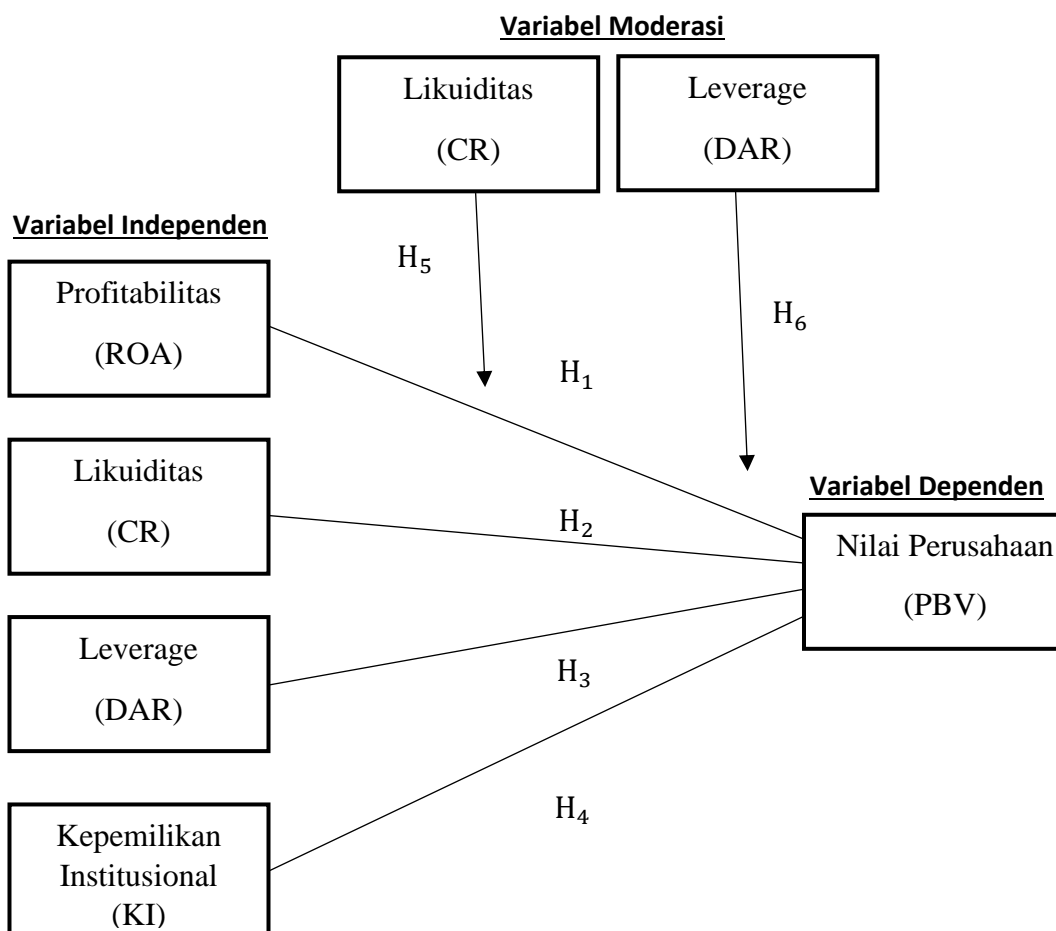 Variabel Moderasi
Likuiditas
(CR)
Leverage
(DAR)
Variabel Independen
H₅
H₆
Profitabilitas
(ROA)
H₁
Likuiditas
(CR)
H₂
Variabel Dependen
Nilai Perusahaan
(PBV)
Leverage
(DAR)
H₃
H₄
Kepemilikan
Institusional
(KI)